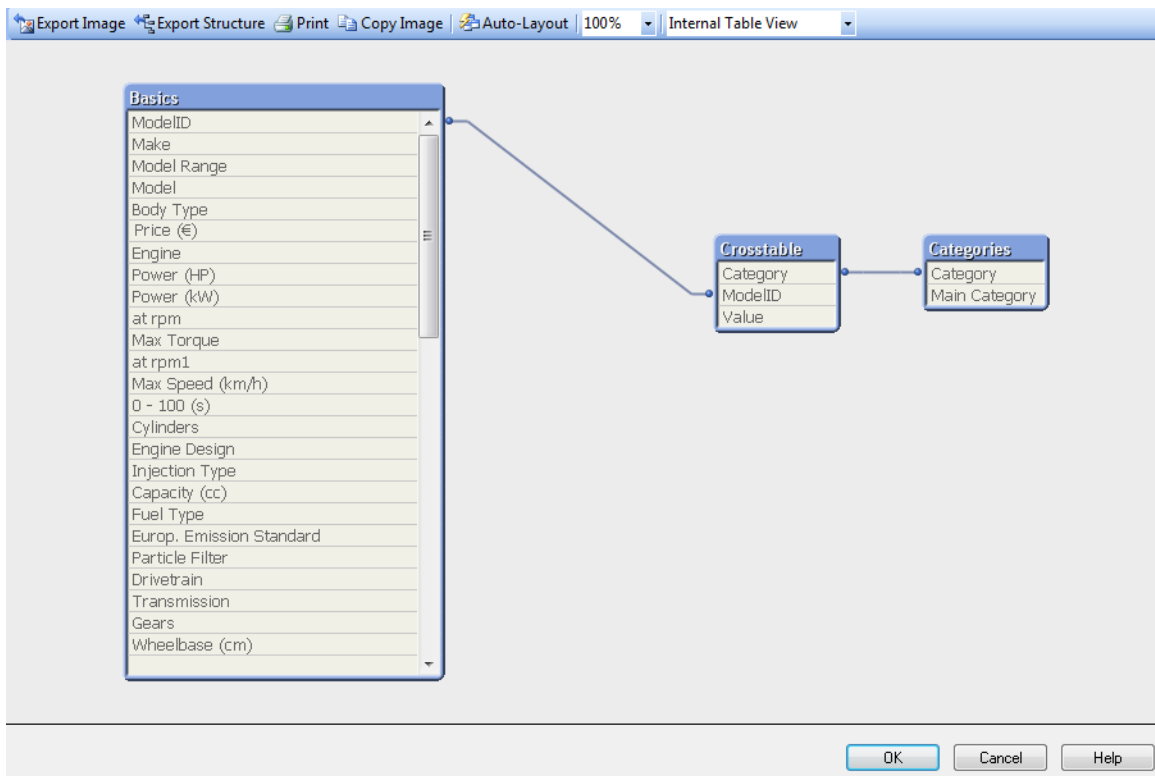 Export Image Export Structure Print Copy Image Auto-Layout 100% Internal Table View
Basics
ModelID
Make
Model Range
Model
Body Type
Price (€)
Engine
Power (HP)
Power (kW)
at rpm
Max Torque
at rpm1
Max Speed (km/h)
0 - 100 (s)
Cylinders
Engine Design
Injection Type
Capacity (cc)
Fuel Type
Europ. Emission Standard
Particle Filter
Drivetrain
Transmission
Gears
Wheelbase (cm)
Crosstable
Category
ModelID
Value
Categories
Category
Main Category
OK Cancel Help